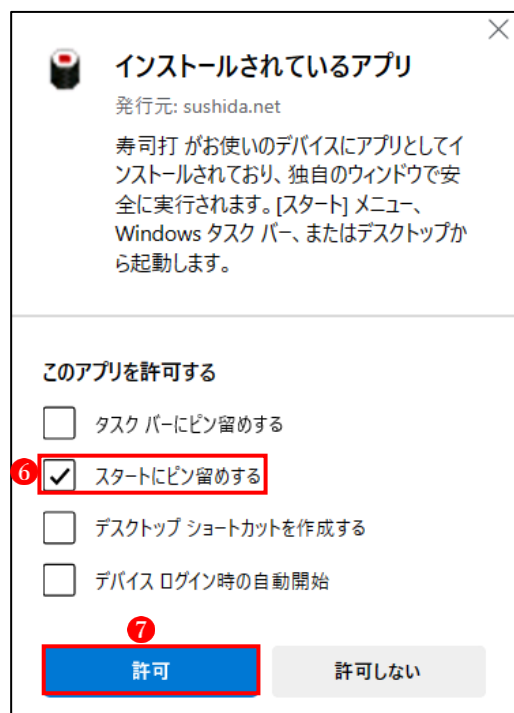 インストールされているアプリ
発行元: sushida.net
寿司打 がお使いのデバイスにアプリとしてイ
ンストールされており、独自のウィンドウで安
全に実行されます。[スタート] メニュー、
Windows タスク バー、またはデスクトップか
ら起動します。
このアプリを許可する
タスク バーにピン留めする
6 スタートにピン留めする
デスクトップ ショートカットを作成する
デバイス ログイン時の自動開始
7
許可 許可しない